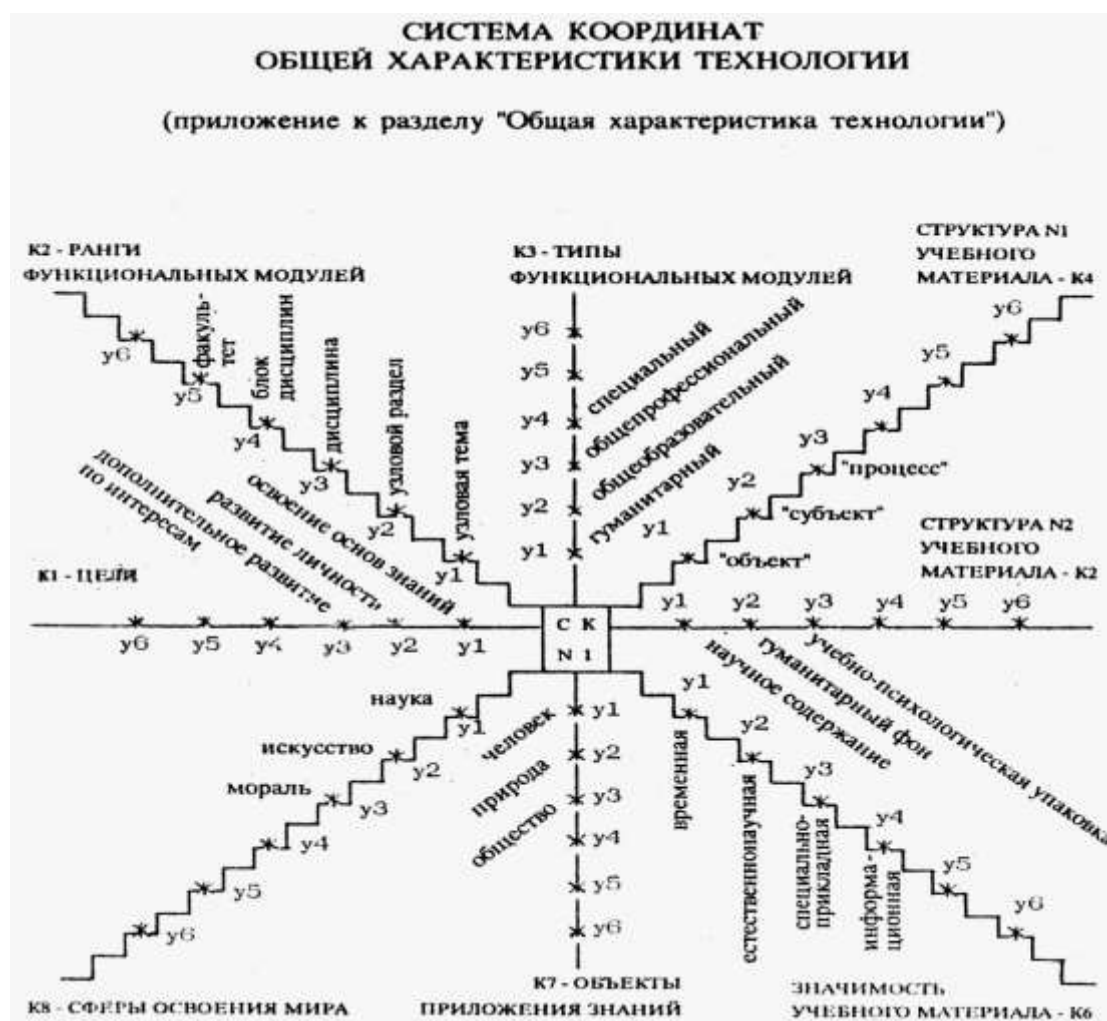 СИСТЕМА КООРДИНАТ
ОБЩЕЙ ХАРАКТЕРИСТИКИ ТЕХНОЛОГИИ
(приложение к разделу "Общая характеристика технологии")
К2 - РАНГИ
ФУНКЦИОНАЛЬНЫХ МОДУЛЕЙ
у6
у5
факуль-
тет
у4
блок
дисциплин
у3
дисциплина
у2
узловой раздел
у1
узловая тема
К3 - ТИПЫ
ФУНКЦИОНАЛЬНЫХ МОДУЛЕЙ
у6
у5
у4
специальный
у3
общепрофессиональный
у2
общеобразовательный
у1
гуманитарный
СТРУКТУРА N1
УЧЕБНОГО
МАТЕРИАЛА - К4
у6
у5
у4
у3
"процесс"
у2
"субъект"
у1
"объект"
К1 - ЦЕЛИ
дополнительное развитие
по интересам
развитие личности
освоение основ знаний
у6
у5
у4
у3
у2
у1
С К
N 1
СТРУКТУРА N2
УЧЕБНОГО
МАТЕРИАЛА - К2
у1
у2
у3
у4
у5
у6
научное содержание
гуманитарный фон
учебно-психологическая упаковка
наука
у1
искусство
у2
мораль
у3
у4
у5
у6
К8 - СФЕРЫ ОСВОЕНИЯ МИРА
человек
у1
природа
у2
общество
у3
у4
у5
у6
К7 - ОБЪЕКТЫ
ПРИЛОЖЕНИЯ ЗНАНИЙ
у1
временная
у2
естественнонаучная
у3
специально-
прикладная
у4
информа-
ционная
у5
у6
ЗНАЧИМОСТЬ
УЧЕБНОГО МАТЕРИАЛА - К6